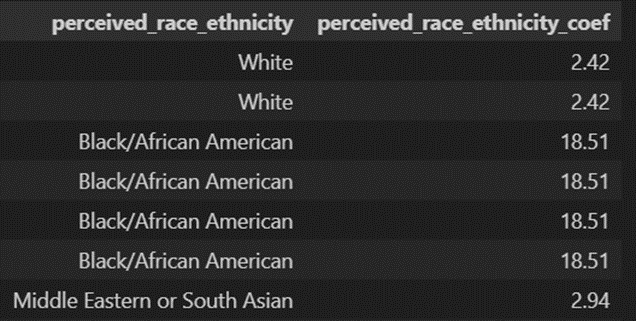 perceived_race_ethnicity perceived_race_ethnicity_coef
White 2.42
White 2.42
Black/African American 18.51
Black/African American 18.51
Black/African American 18.51
Black/African American 18.51
Middle Eastern or South Asian 2.94